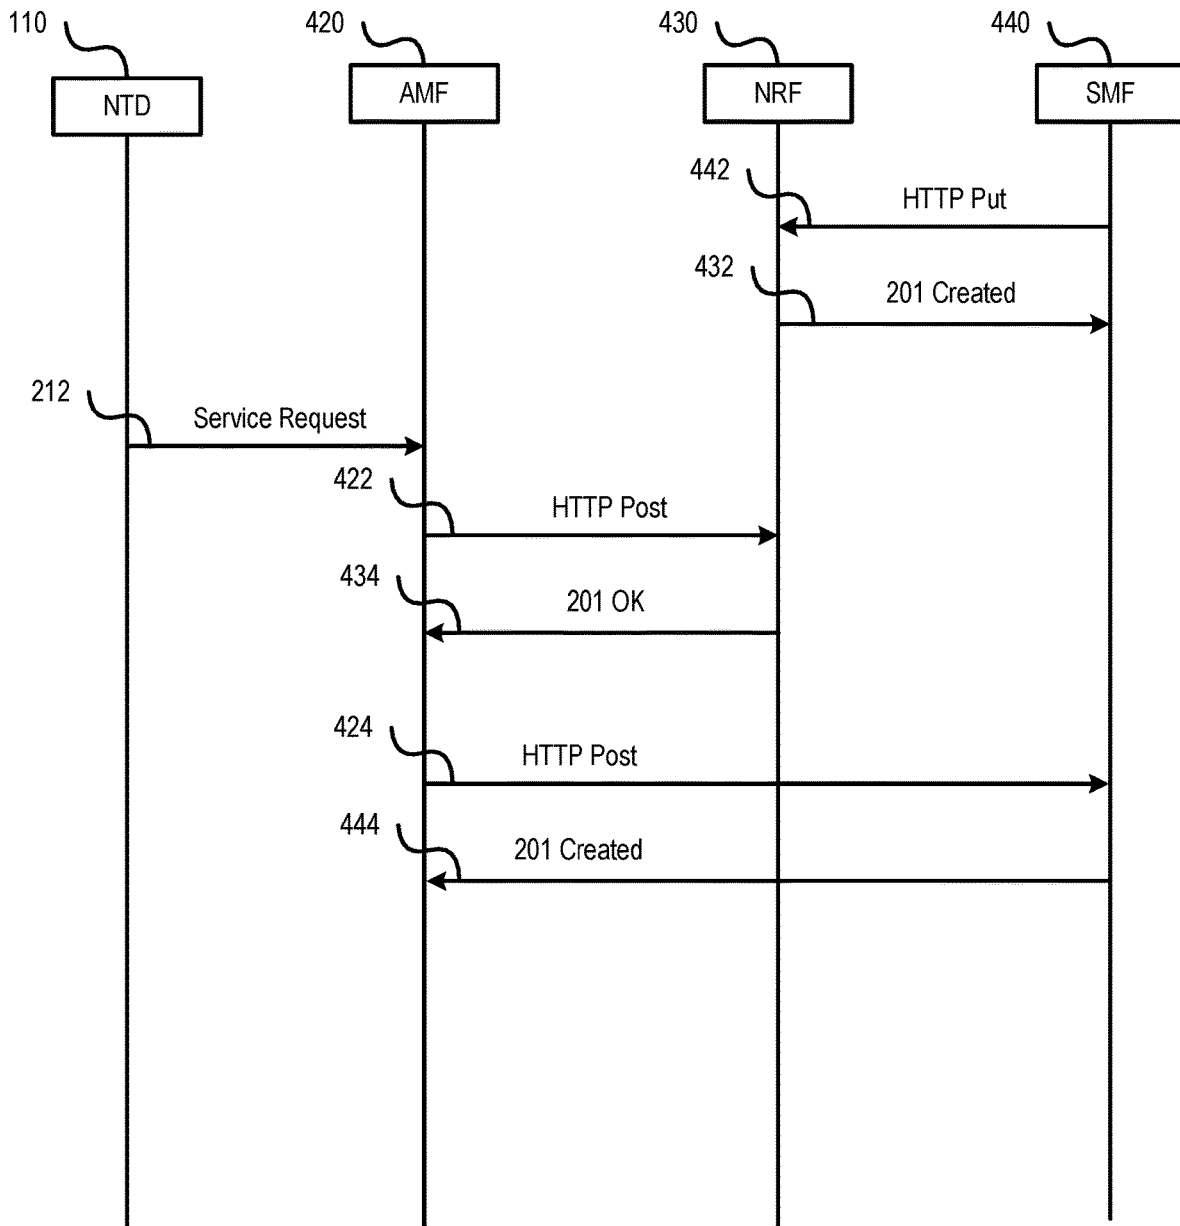 110
420
430
440
NTD
AMF
NRF
SMF
442
HTTP Put
432
201 Created
212
Service Request
422
HTTP Post
434
201 OK
424
HTTP Post
444
201 Created